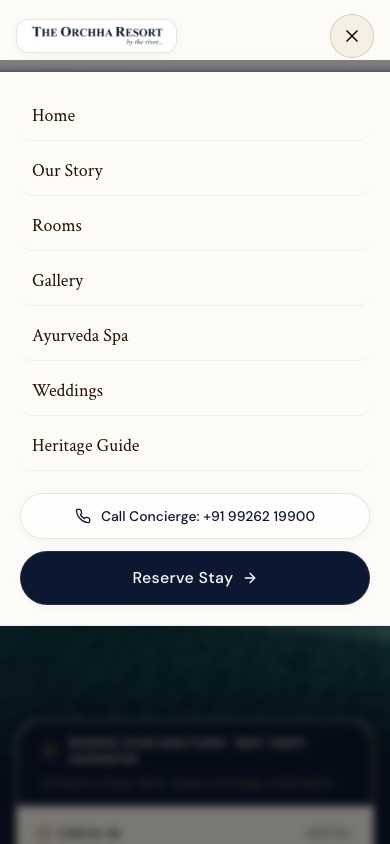 THE ORCHHA RESORT
by the river...
Home
Our Story
Rooms
Gallery
Ayurveda Spa
Weddings
Heritage Guide
Call Concierge: +91 99262 19900
Reserve Stay